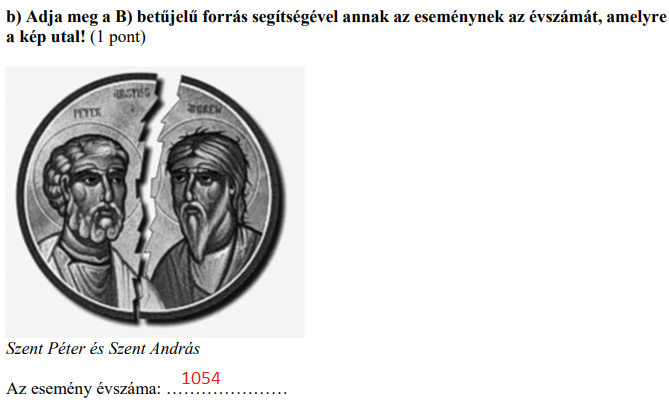 b) Adja meg a B) betűjelű forrás segítségével annak az eseménynek az évszámát, amelyre
a kép utal! (1 pont)
PETER
ANDREW
Szent Péter és Szent András
Az esemény évszáma: 1054